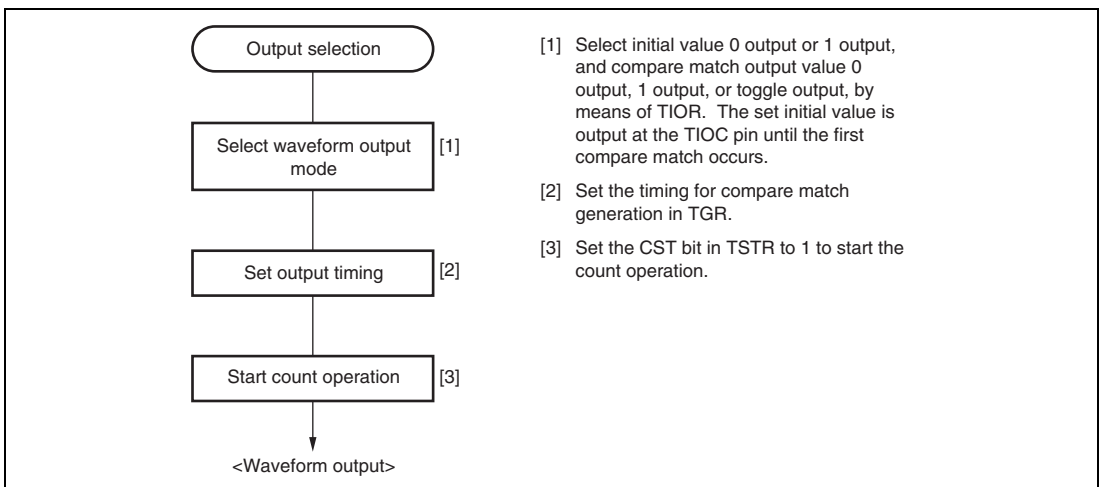 Output selection
Select waveform output
mode
[1]
Set output timing
[2]
Start count operation
[3]
<Waveform output>
[1] Select initial value 0 output or 1 output,
and compare match output value 0
output, 1 output, or toggle output, by
means of TIOR. The set initial value is
output at the TIOC pin until the first
compare match occurs.
[2] Set the timing for compare match
generation in TGR.
[3] Set the CST bit in TSTR to 1 to start the
count operation.